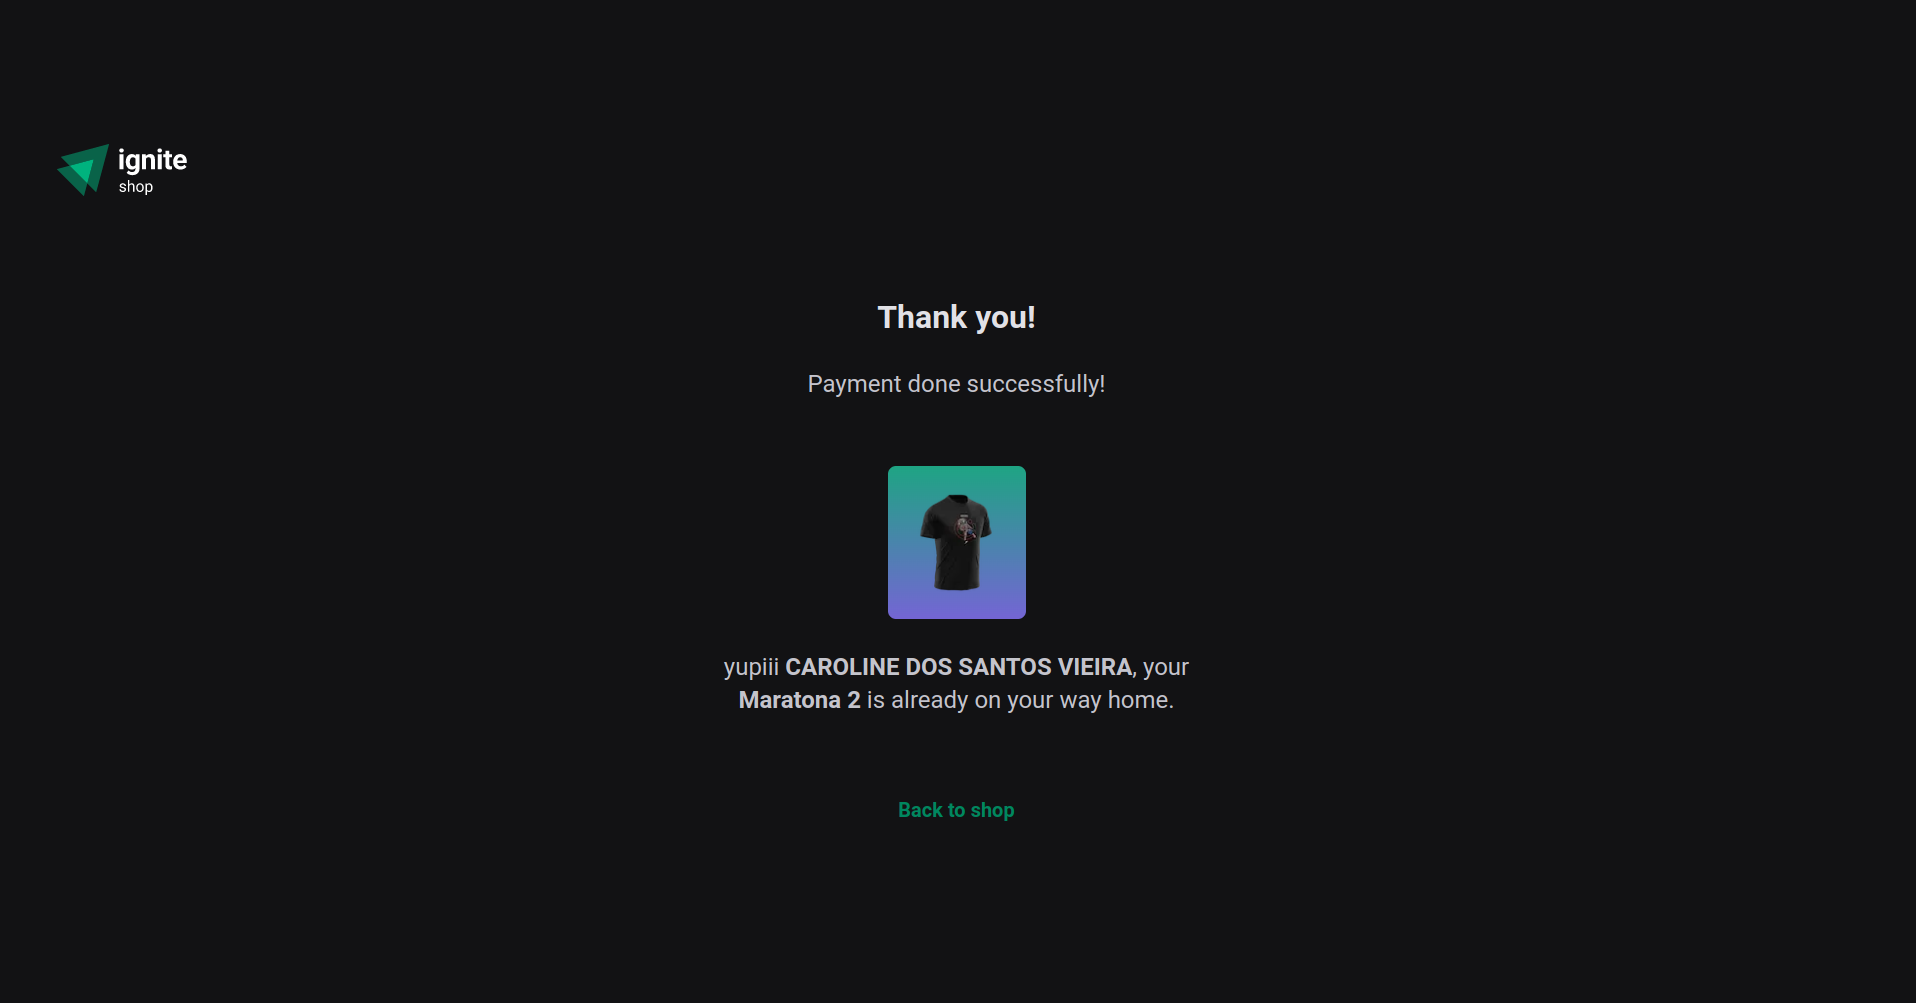 ignite
shop
Thank you!
Payment done successfully!
yupiii CAROLINE DOS SANTOS VIEIRA, your
Maratona 2 is already on your way home.
Back to shop